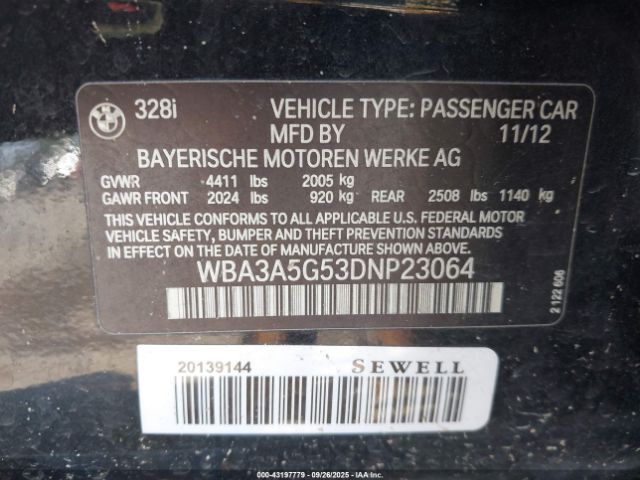 328i VEHICLE TYPE: PASSENGER CAR
MFD BY 11/12
BAYERISCHE MOTOREN WERKE AG
GVWR 4411 lbs 2005 kg
GAWR FRONT 2024 lbs 920 kg REAR 2508 lbs 1140 kg
THIS VEHICLE CONFORMS TO ALL APPLICABLE U.S. FEDERAL MOTOR
VEHICLE SAFETY, BUMPER AND THEFT PREVENTION STANDARDS
IN EFFECT ON THE DATE OF MANUFACTURE SHOWN ABOVE.
WBA3A5G53DNP23064
2 122 606
20139144 SEWELL
000-43197779 - 09/26/2025 - IAAI.COM